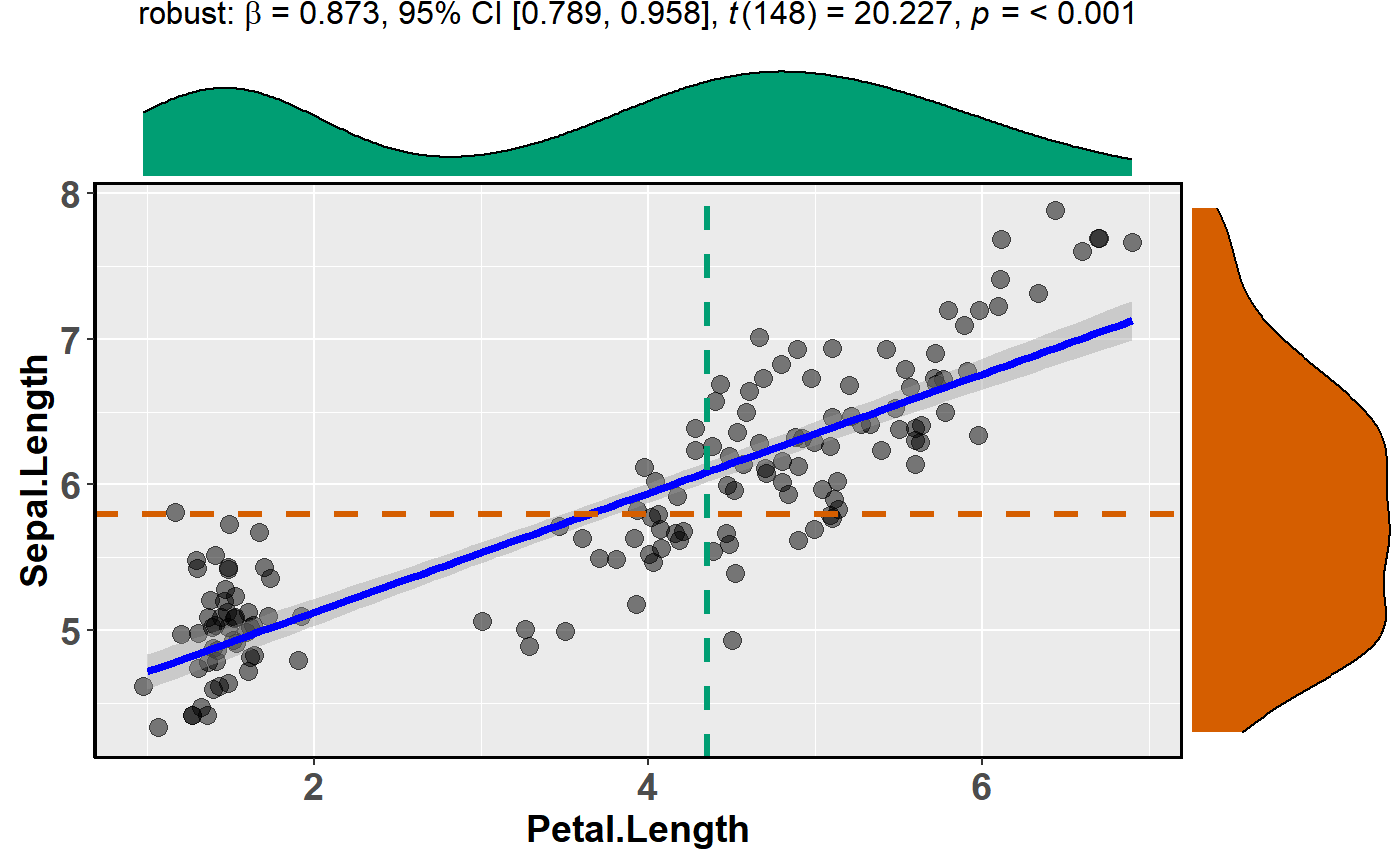 robust: β = 0.873, 95% CI [0.789, 0.958], t(148) = 20.227, p = < 0.001
8
7
6
5
Sepal.Length
2 4 6
Petal.Length